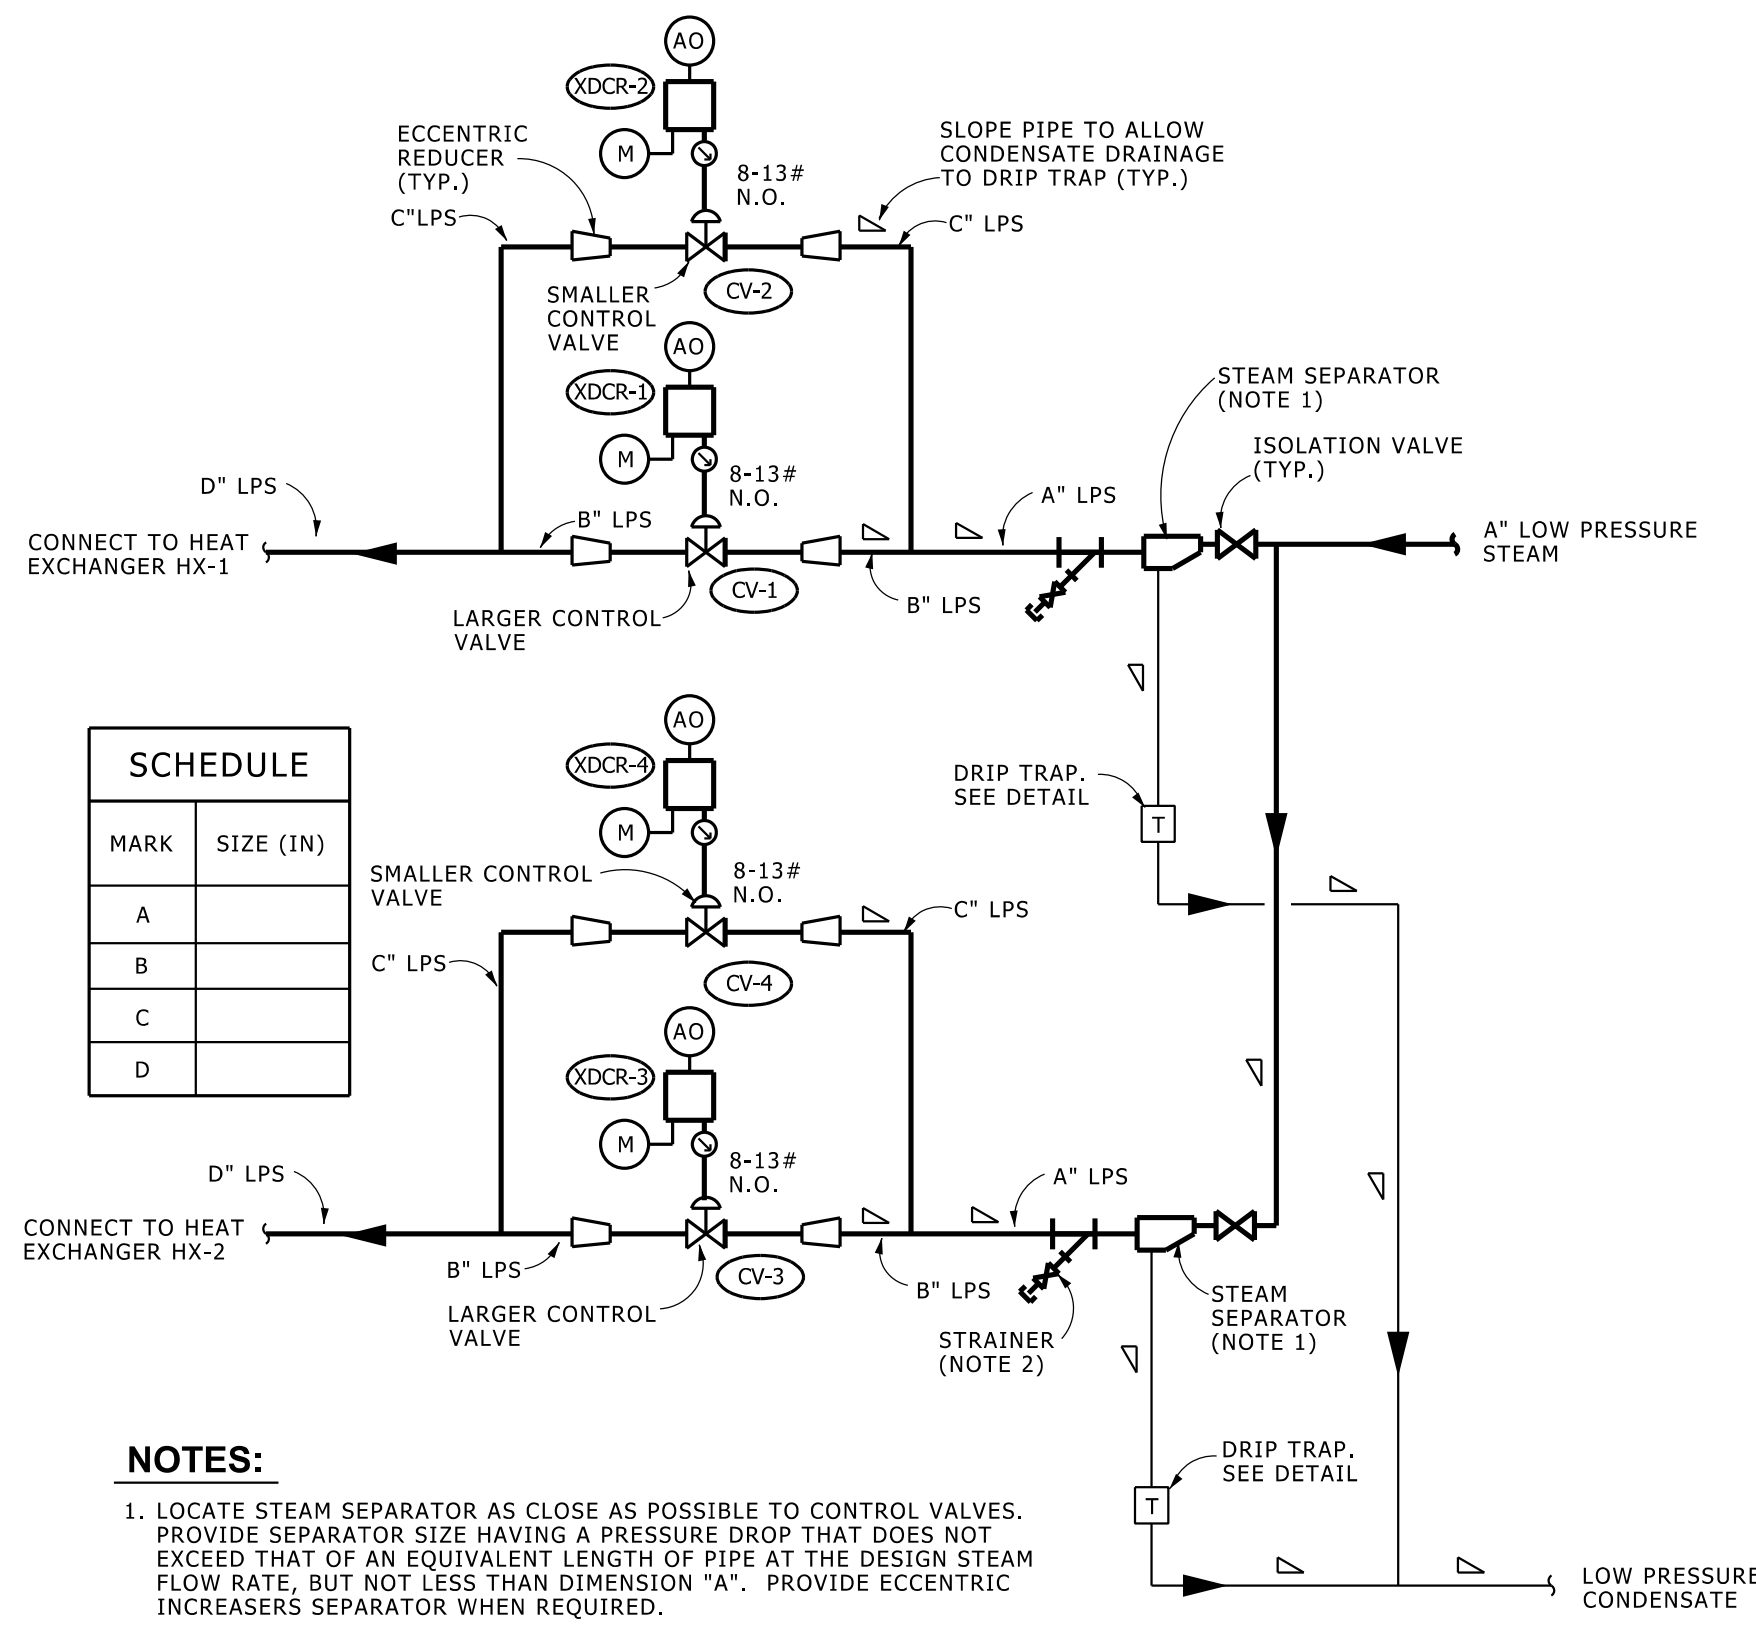 AO
XDCR-2
M
8-13#
N.O.
ECCENTRIC
REDUCER
(TYP.)
C"LPS
SLOPE PIPE TO ALLOW
CONDENSATE DRAINAGE
TO DRIP TRAP (TYP.)
C" LPS
SMALLER
CONTROL
VALVE
CV-2
AO
XDCR-1
M
8-13#
N.O.
STEAM SEPARATOR
(NOTE 1)
ISOLATION VALVE
(TYP.)
D" LPS
B" LPS
A" LPS
CONNECT TO HEAT
EXCHANGER HX-1
A" LOW PRESSURE
STEAM
CV-1
B" LPS
LARGER CONTROL
VALVE
AO
XDCR-4
M
8-13#
N.O.
SCHEDULE
MARK SIZE (IN)
A
B
C
D
SMALLER CONTROL
VALVE
DRIP TRAP.
SEE DETAIL
T
C" LPS
C" LPS
CV-4
AO
XDCR-3
M
8-13#
N.O.
D" LPS
A" LPS
CONNECT TO HEAT
EXCHANGER HX-2
B" LPS
CV-3
B" LPS
LARGER CONTROL
VALVE
STRAINER
(NOTE 2)
STEAM
SEPARATOR
(NOTE 1)
DRIP TRAP.
SEE DETAIL
T
LOW PRESSURE
CONDENSATE
NOTES:
1. LOCATE STEAM SEPARATOR AS CLOSE AS POSSIBLE TO CONTROL VALVES.
PROVIDE SEPARATOR SIZE HAVING A PRESSURE DROP THAT DOES NOT
EXCEED THAT OF AN EQUIVALENT LENGTH OF PIPE AT THE DESIGN STEAM
FLOW RATE, BUT NOT LESS THAN DIMENSION "A". PROVIDE ECCENTRIC
INCREASERS SEPARATOR WHEN REQUIRED.